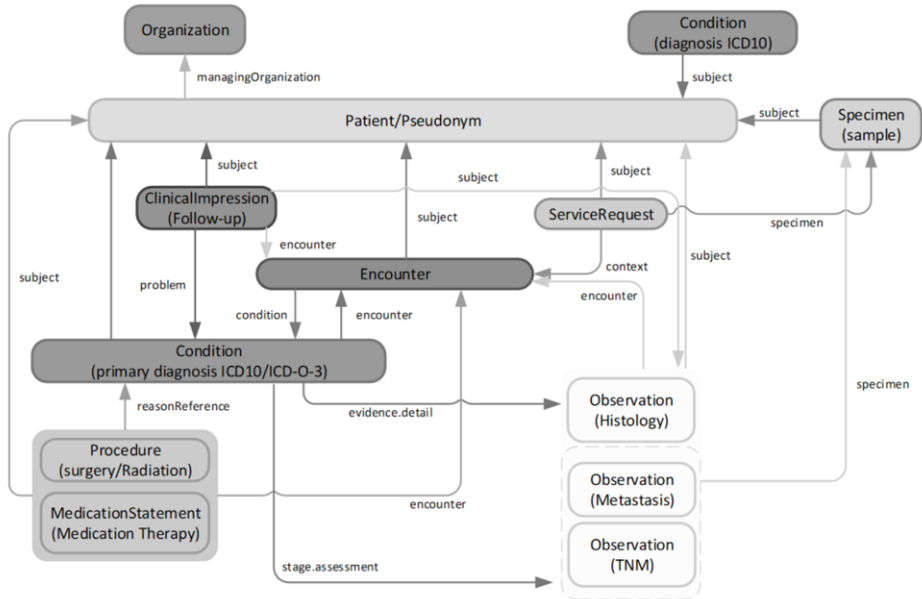 Organization
Condition
(diagnosis ICD10)
managingOrganization
subject
Patient/Pseudonym
subject
Specimen
(sample)
subject
subject
subject
ClinicalImpression
(Follow-up)
ServiceRequest
subject
specimen
encounter
subject
problem
Encounter
context
subject
encounter
condition
encounter
Condition
(primary diagnosis ICD10/ICD-O-3)
specimen
reasonReference
evidence.detail
Observation
(Histology)
Procedure
(surgery/Radiation)
Observation
(Metastasis)
encounter
MedicationStatement
(Medication Therapy)
Observation
(TNM)
stage.assessment